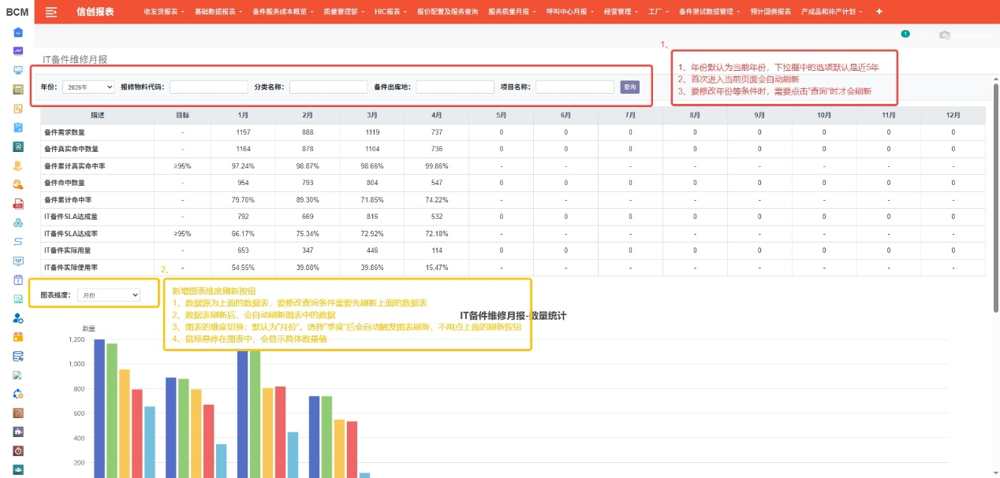 BCM 信创报表 收发货报表 基础数据报表 备件服务成本概览 质量管理部 HIC报表 报价配置及服务查询 服务质量月报 呼叫中心月报 经营管理 工厂 备件测试数据管理 预计回佣报表 产成品和排产计划 +
1
1、
IT备件维修月报
1、年份默认为当前年份，下拉框中的选项默认是近5年
2、首次进入当前页面会自动刷新
3、要修改年份等条件时，需要点击"查询"时才会刷新
年份： 2026年 报修物料代码： 分类名称： 备件出库地： 项目名称： 查询
描述 目标 1月 2月 3月 4月 5月 6月 7月 8月 9月 10月 11月 12月
备件需求数量 - 1197 888 1119 737 0 0 0 0 0 0 0 0
备件真实命中数量 - 1164 878 1104 736 0 0 0 0 0 0 0 0
备件累计真实命中率 ≥95% 97.24% 98.87% 98.66% 99.86% - - - - - - - -
备件命中数量 - 954 793 804 547 0 0 0 0 0 0 0 0
备件累计命中率 - 79.70% 89.30% 71.85% 74.22% - - - - - - - -
IT备件SLA达成量 - 792 669 816 532 0 0 0 0 0 0 0 0
IT备件SLA达成率 ≥95% 66.17% 75.34% 72.92% 72.18% - - - - - - - -
IT备件实际用量 - 653 347 446 114 0 0 0 0 0 0 0 0
IT备件实际使用率 - 54.55% 39.08% 39.86% 15.47% - - - - - - - -
2、
图表维度： 月份
新增图表维度刷新按钮
1、数据源为上面的数据表，要修改查询条件需要先刷新上面的数据表
2、数据表刷新后，会自动刷新图表中的数据
3、图表的维度切换：默认为"月份"。选择"季度"后会自动触发图表刷新，不用点上面的刷新按钮
4、鼠标悬停在图表中，会显示具体数量值
IT备件维修月报-数量统计
数量
1,200
1,000
800
600
400
200